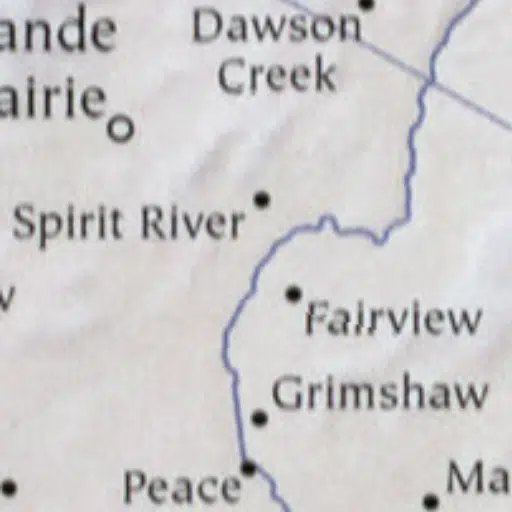 ande
airie
Dawson
Creek
Spirit River
w
Fairview
Grimshaw
Peace
Ma